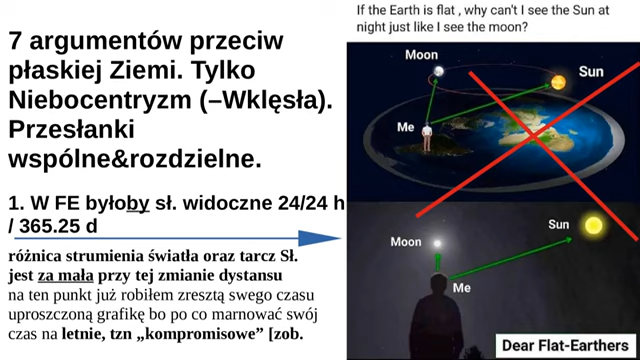 7 argumentów przeciw
płaskiej Ziemi. Tylko
Niebocentryzm (–Wklęsła).
Przesłanki
wspólne&rozdzielne.
1. W FE byłoby sł. widoczne 24/24 h
/ 365.25 d
różnica strumienia światła oraz tarcz Sł.
jest za mała przy tej zmianie dystansu
na ten punkt już robiłem zresztą swego czasu
uproszczoną grafikę bo po co marnować swój
czas na letnie, tzn „kompromisowe” [zob.
If the Earth is flat , why can't I see the Sun at
night just like I see the moon?
Moon
Sun
Me
Moon
Sun
Me
Dear Flat-Earthers